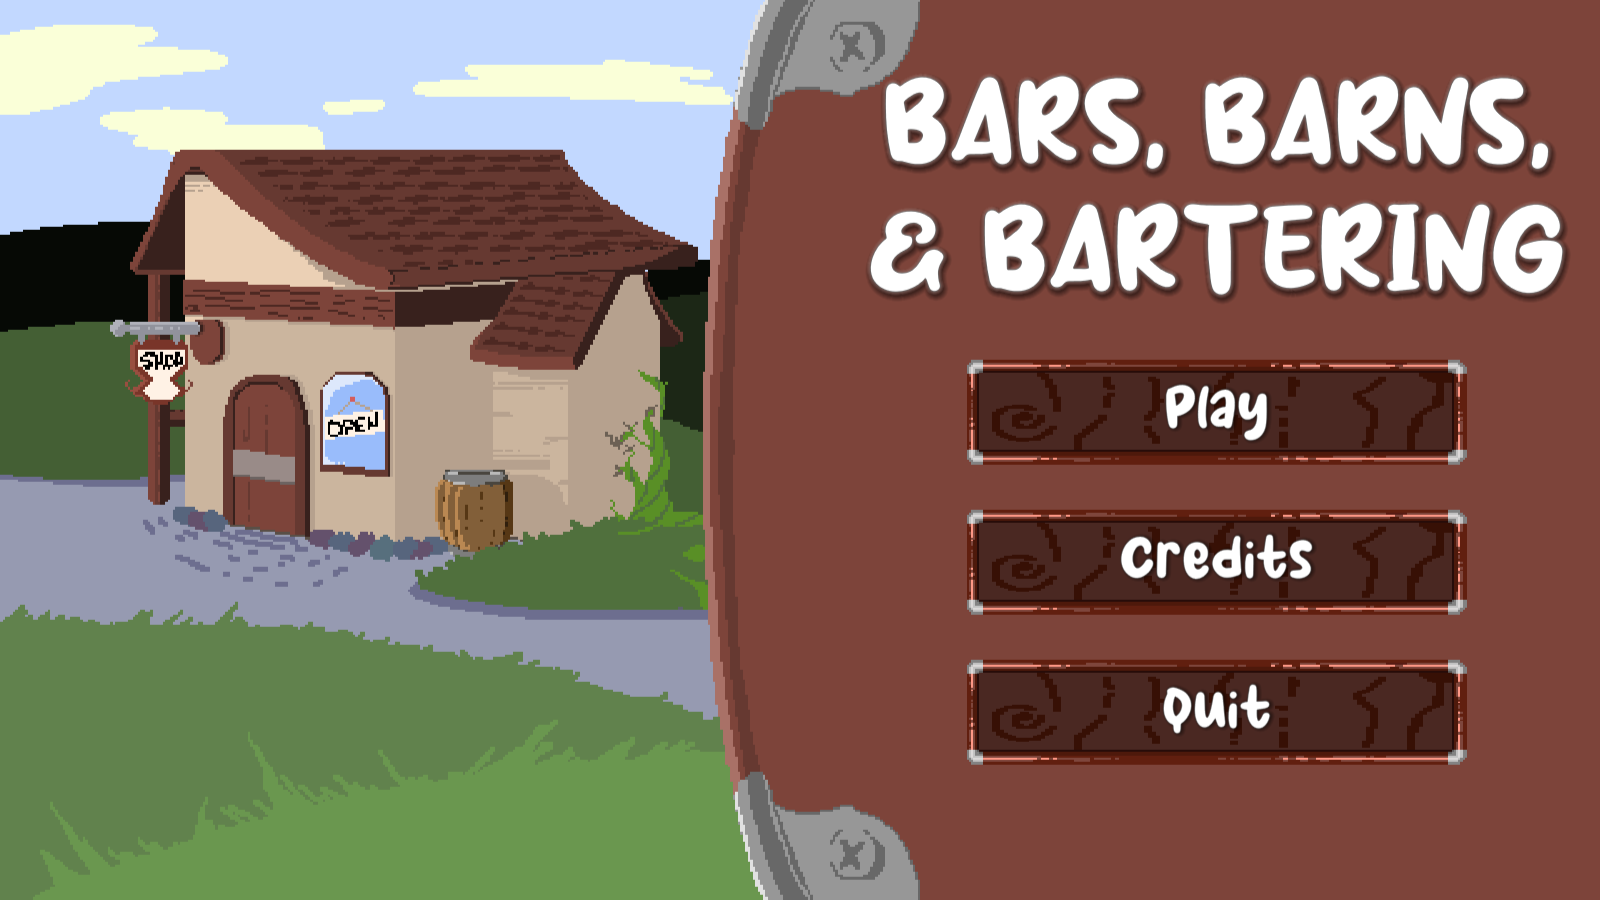 BARS, BARNS,
& BARTERING
SHOP
OPEN
Play
Credits
Quit